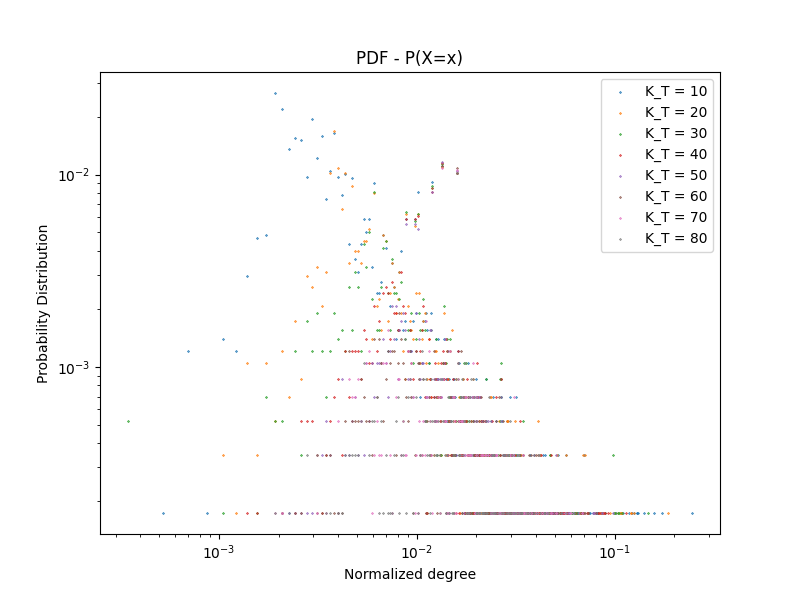 PDF - P(X=x)
K_T = 10
K_T = 20
K_T = 30
K_T = 40
K_T = 50
K_T = 60
K_T = 70
K_T = 80
Probability Distribution
10⁻²
10⁻³
10⁻³
10⁻²
10⁻¹
Normalized degree